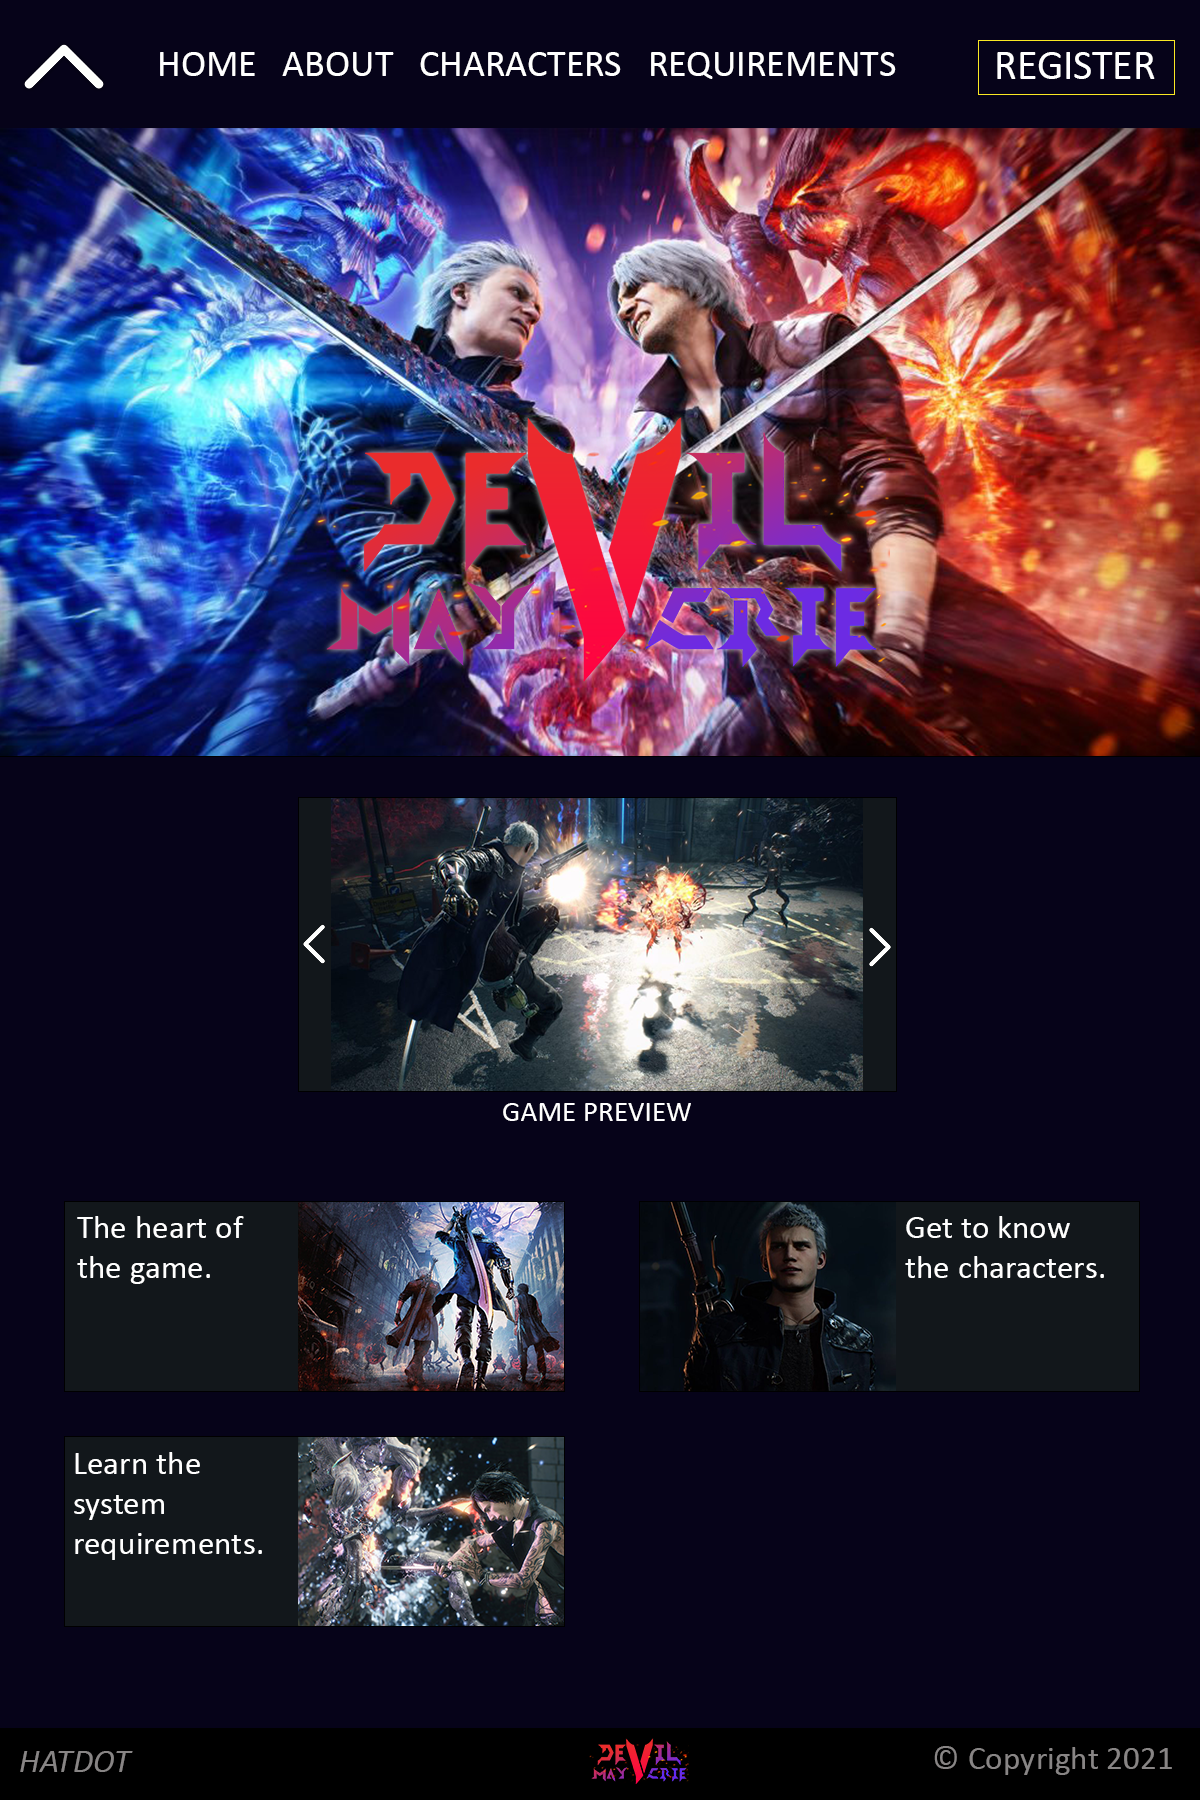 HOME ABOUT CHARACTERS REQUIREMENTS REGISTER
DEVIL
MAY CRIE
GAME PREVIEW
The heart of
the game.
Get to know
the characters.
Learn the
system
requirements.
HATDOT
DEVIL
MAY CRIE
© Copyright 2021